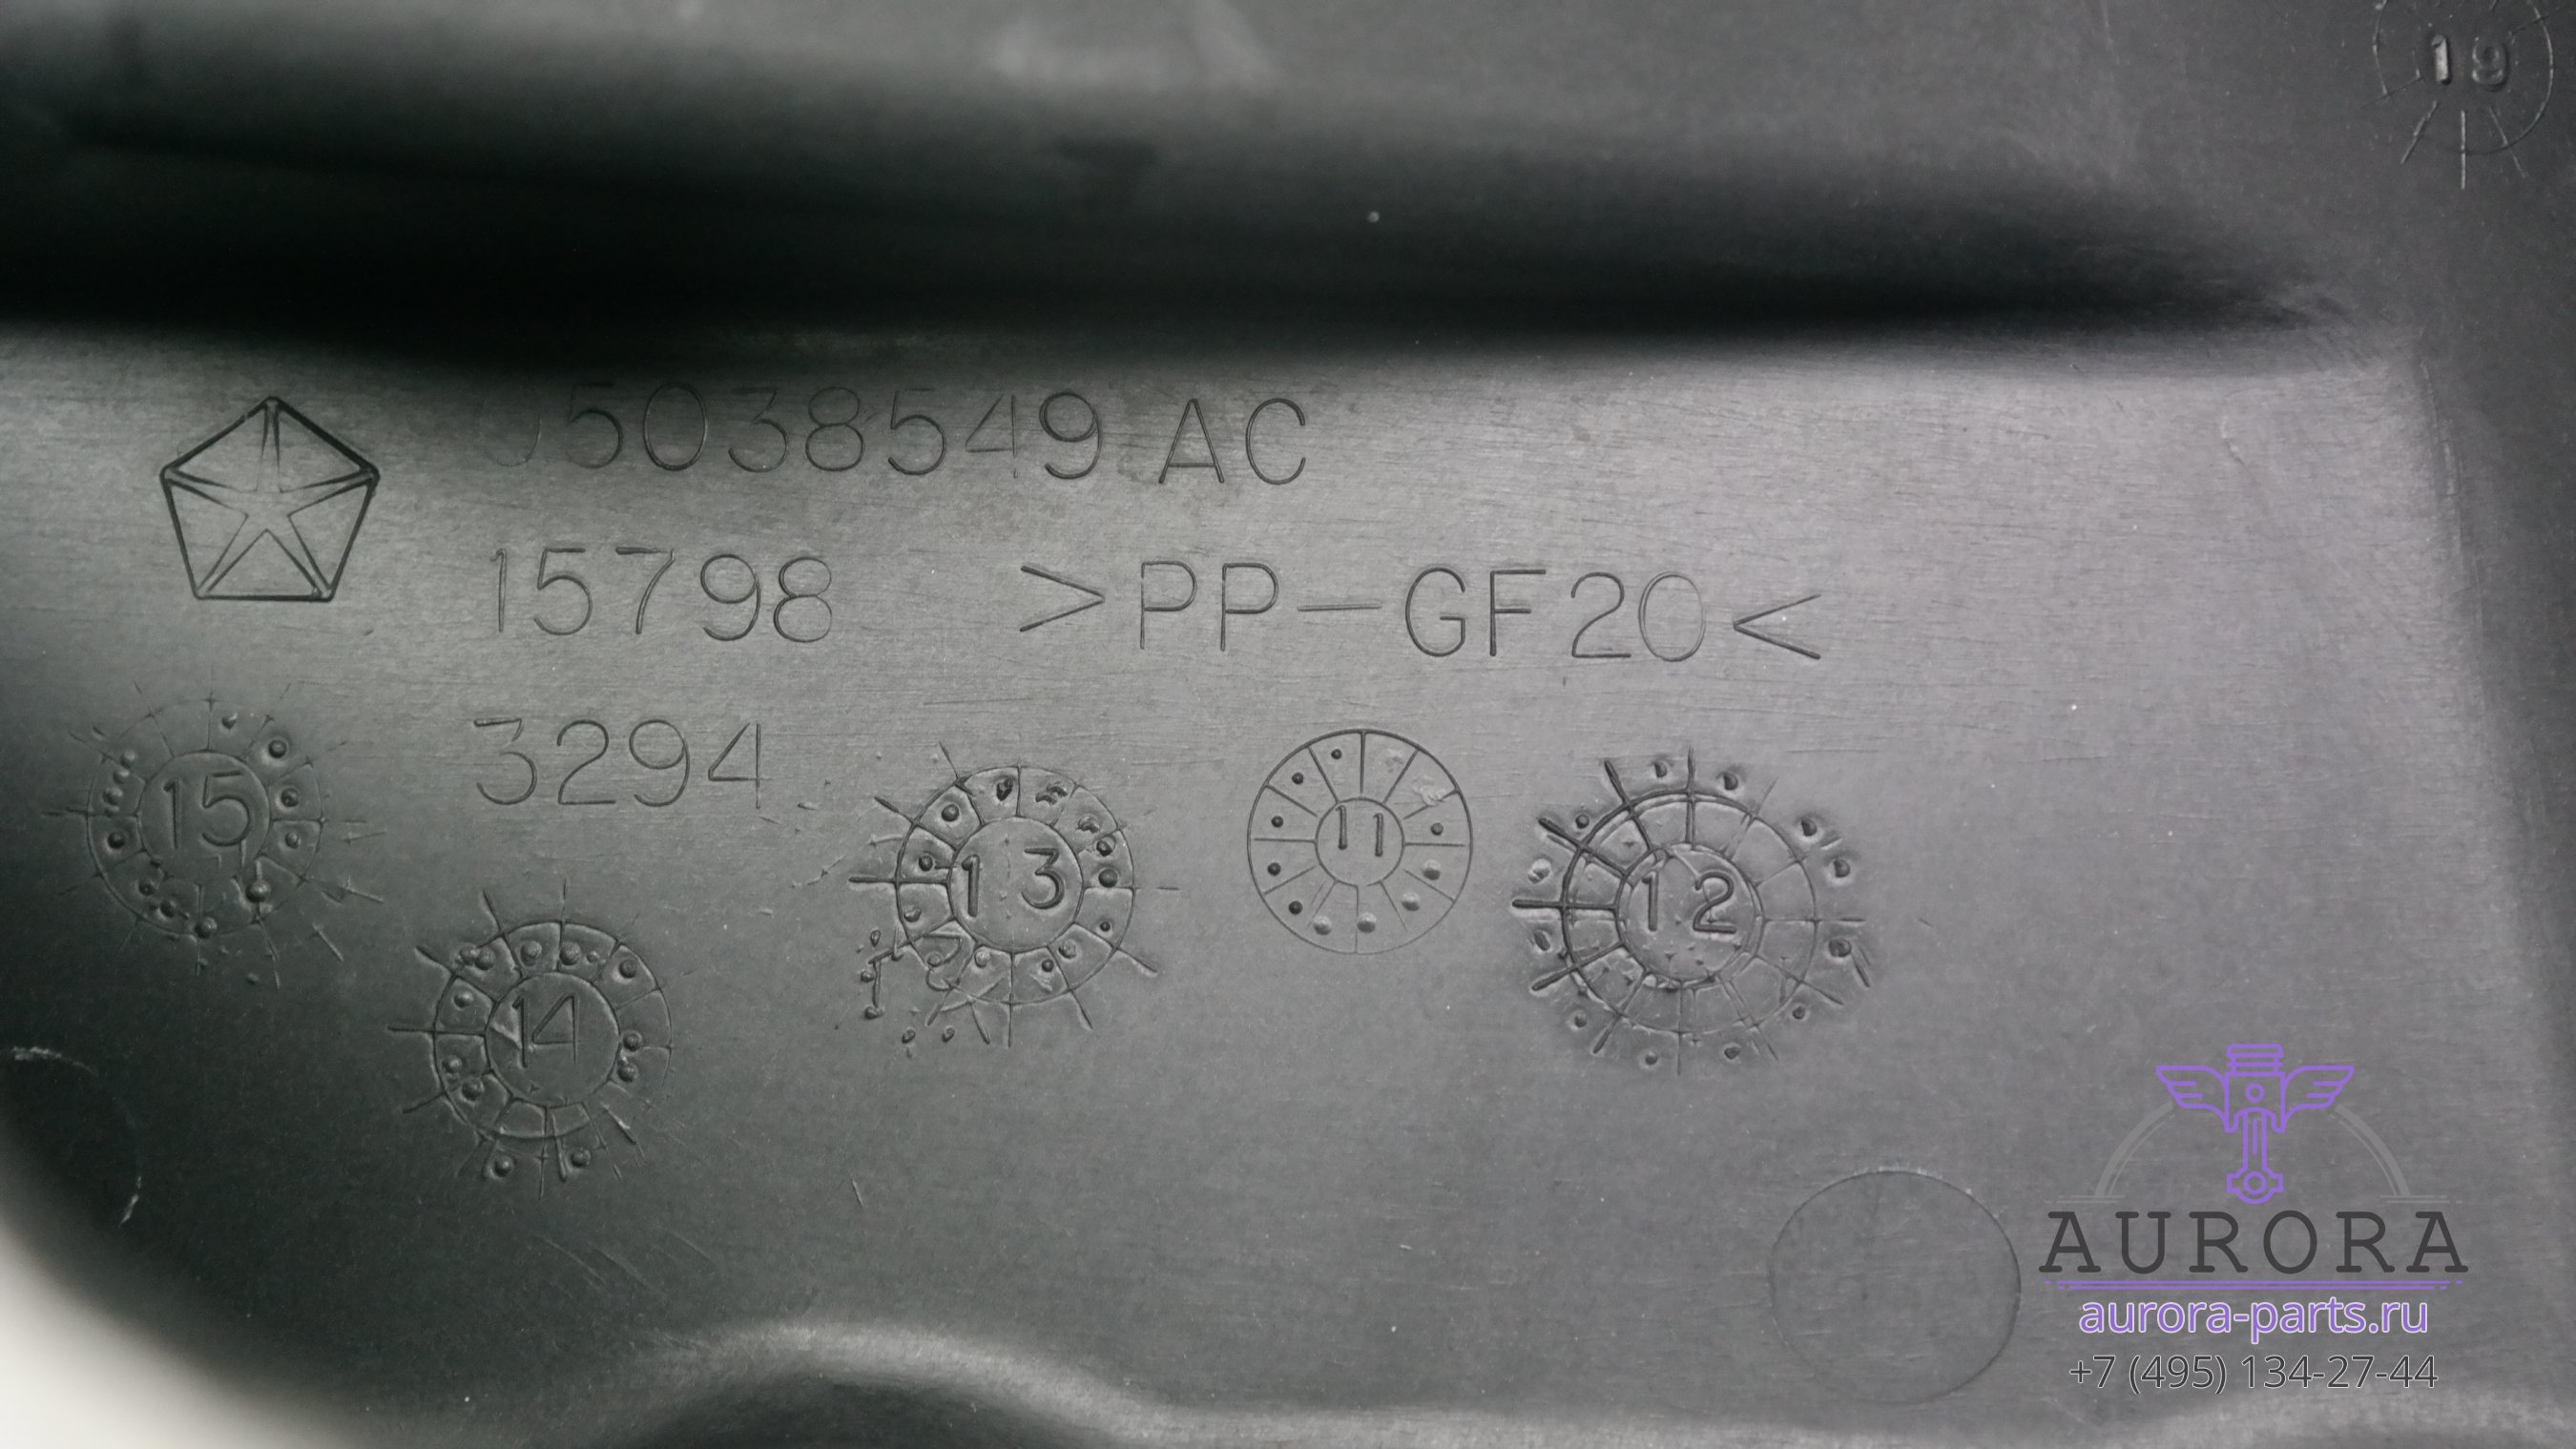 19
05038549 AC
15798 >PP-GF20<
3294
15
13
11
12
14
AURORA
aurora-parts.ru
+7 (495) 134-27-44